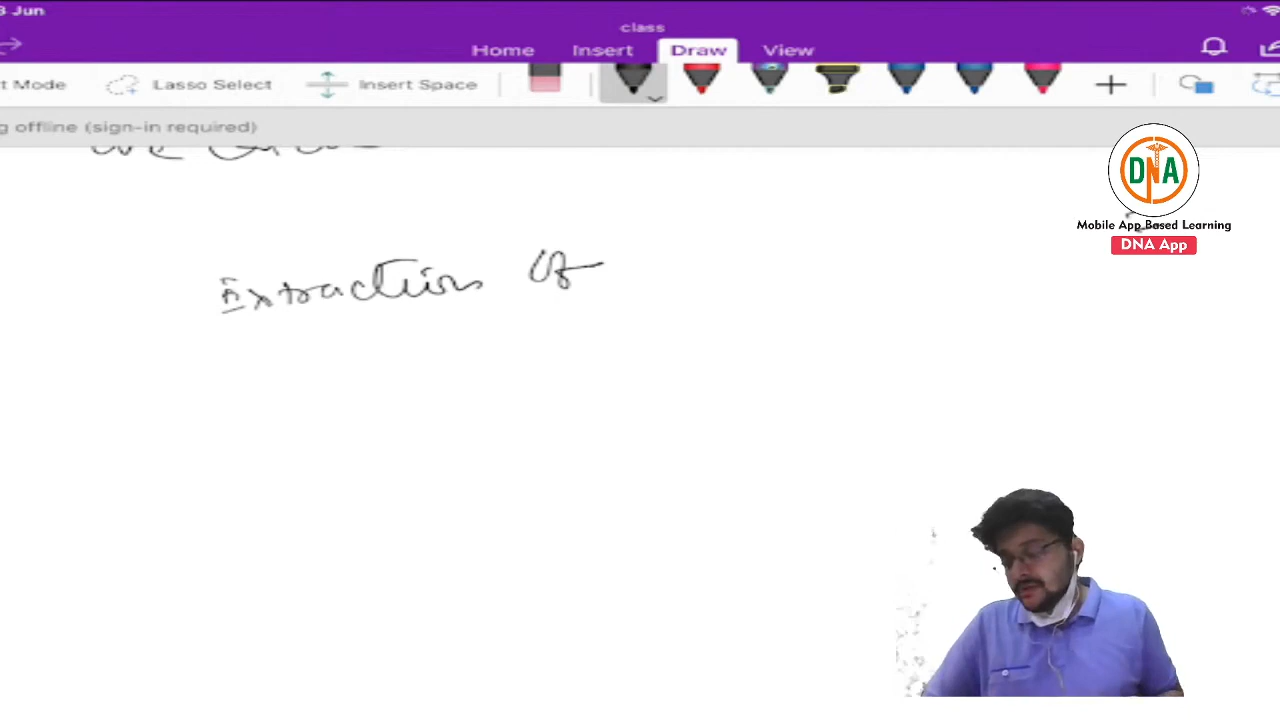 3 Jun
class
Home Insert Draw View
t Mode Lasso Select Insert Space
g offline (sign-in required)
DNA
Mobile App Based Learning
DNA App
Extraction of